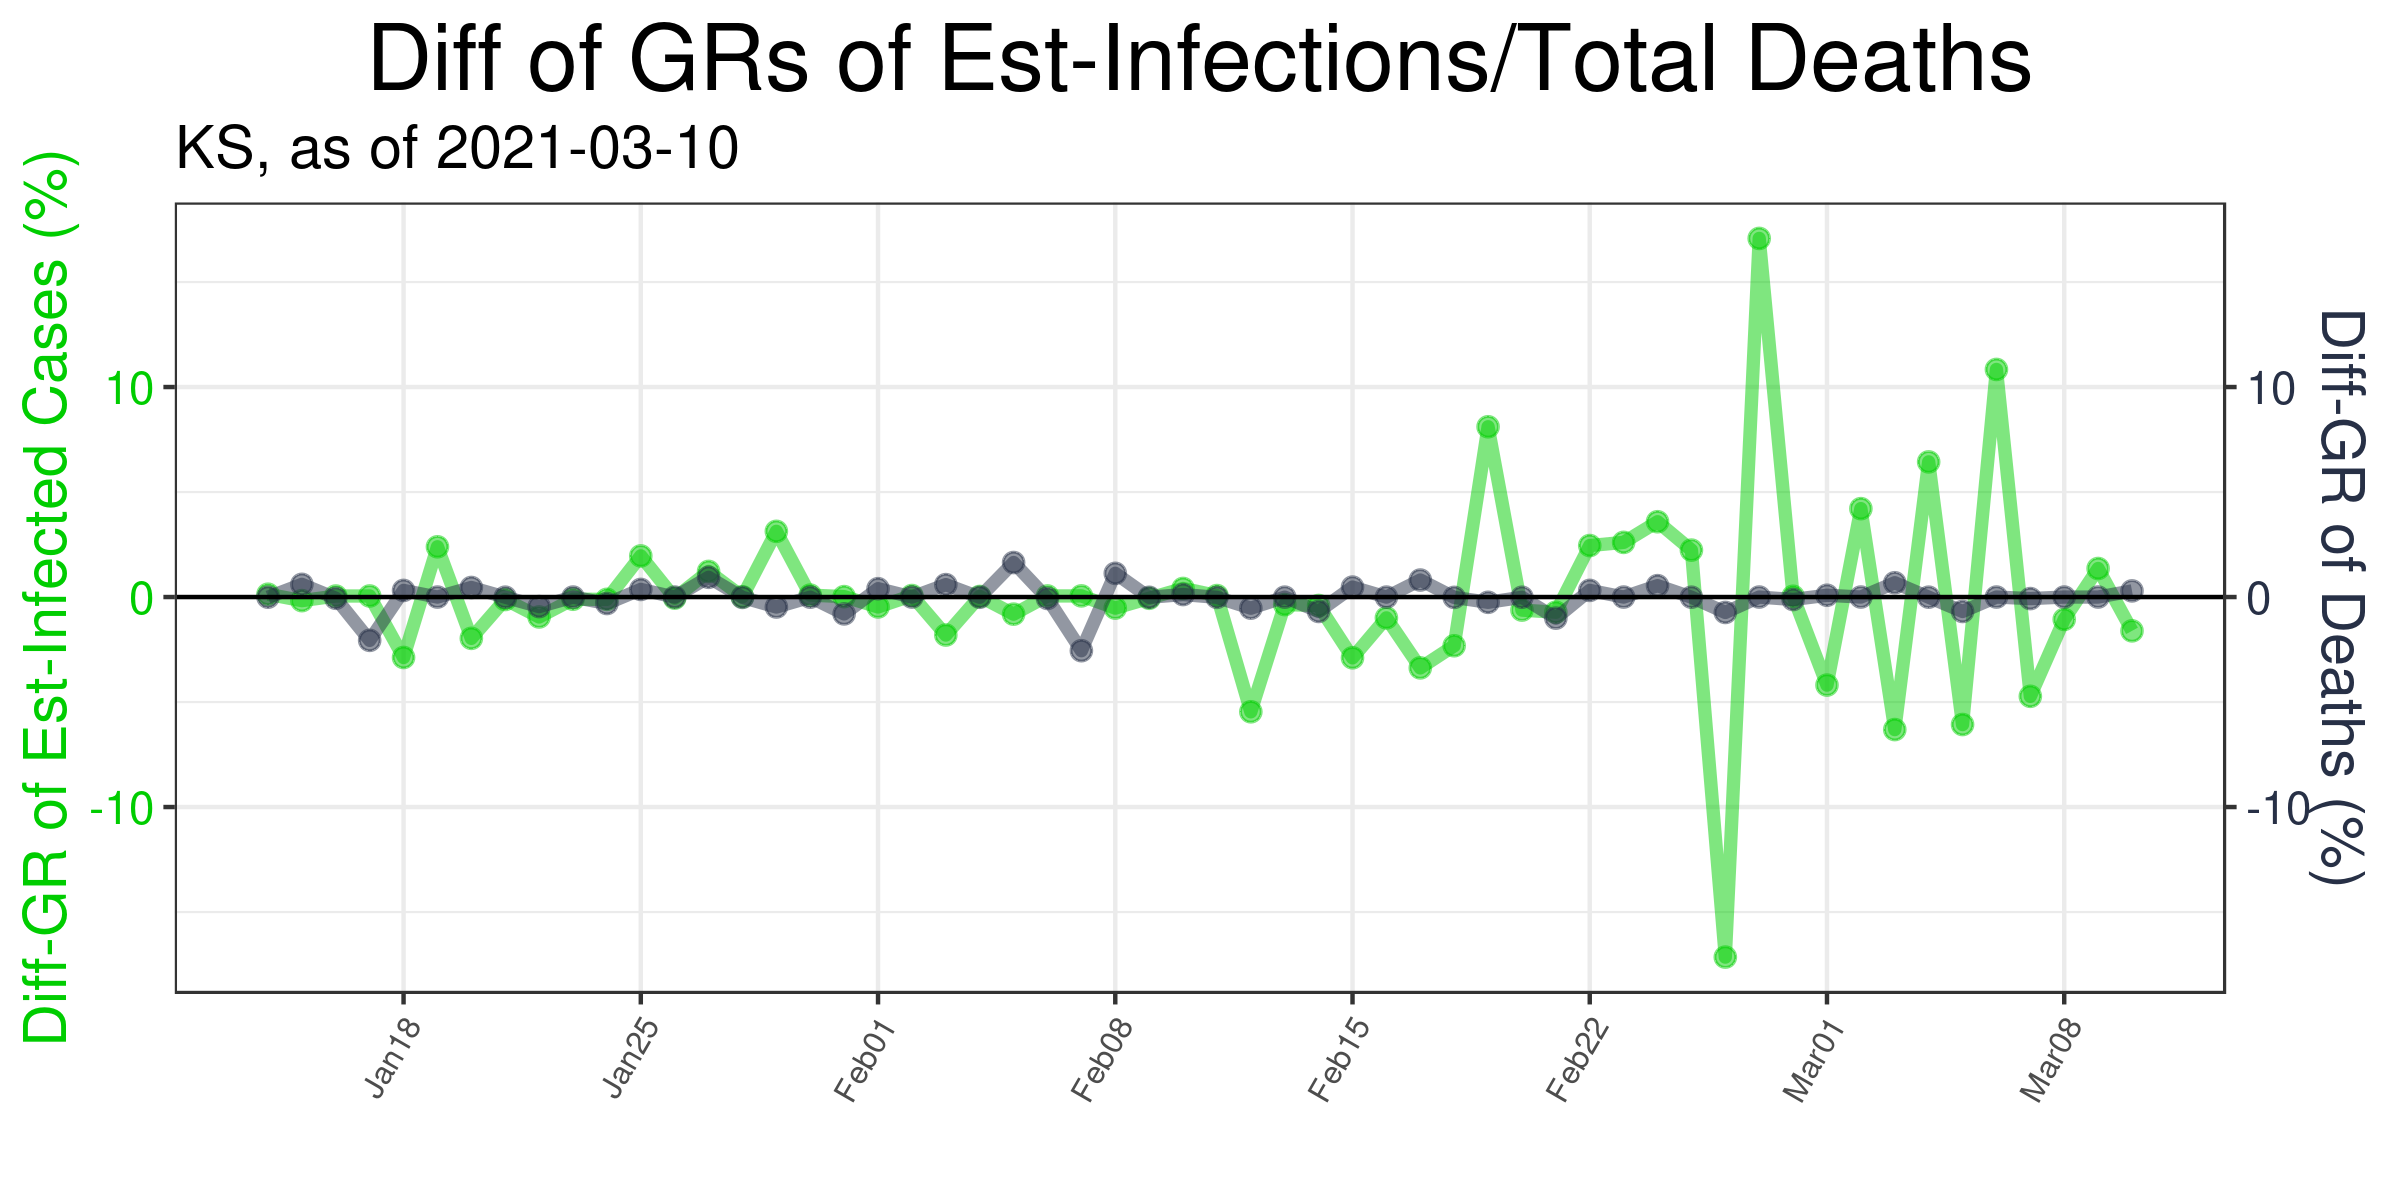 Diff of GRs of Est-Infections/Total Deaths
KS, as of 2021-03-10
Diff-GR of Est-Infected Cases (%)
10
0
-10
10
0
-10
Diff-GR of Deaths (%)
Jan18
Jan25
Feb01
Feb08
Feb15
Feb22
Mar01
Mar08